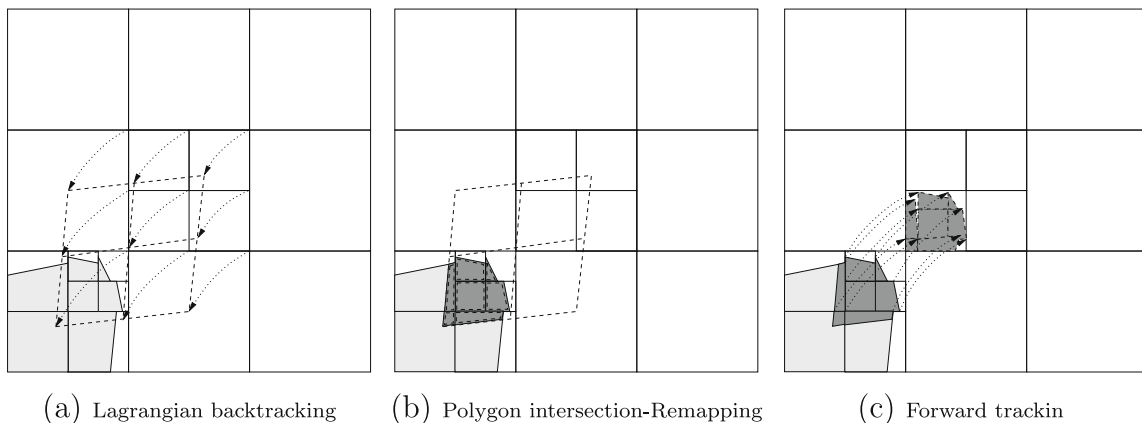 (a) Lagrangian backtracking
(b) Polygon intersection-Remapping
(c) Forward trackin